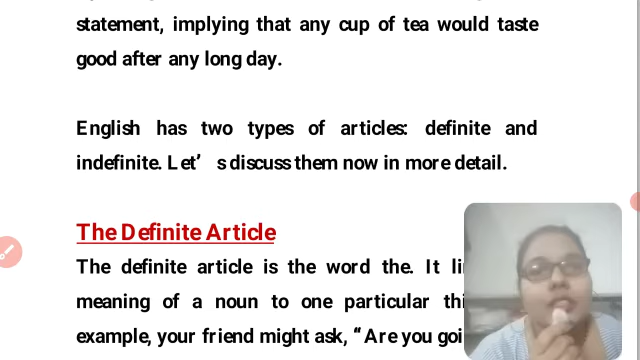 statement, implying that any cup of tea would taste
good after any long day.
English has two types of articles: definite and
indefinite. Let's discuss them now in more detail.
The Definite Article
The definite article is the word the. It
meaning of a noun to one particular
example, your friend might ask, “Are you